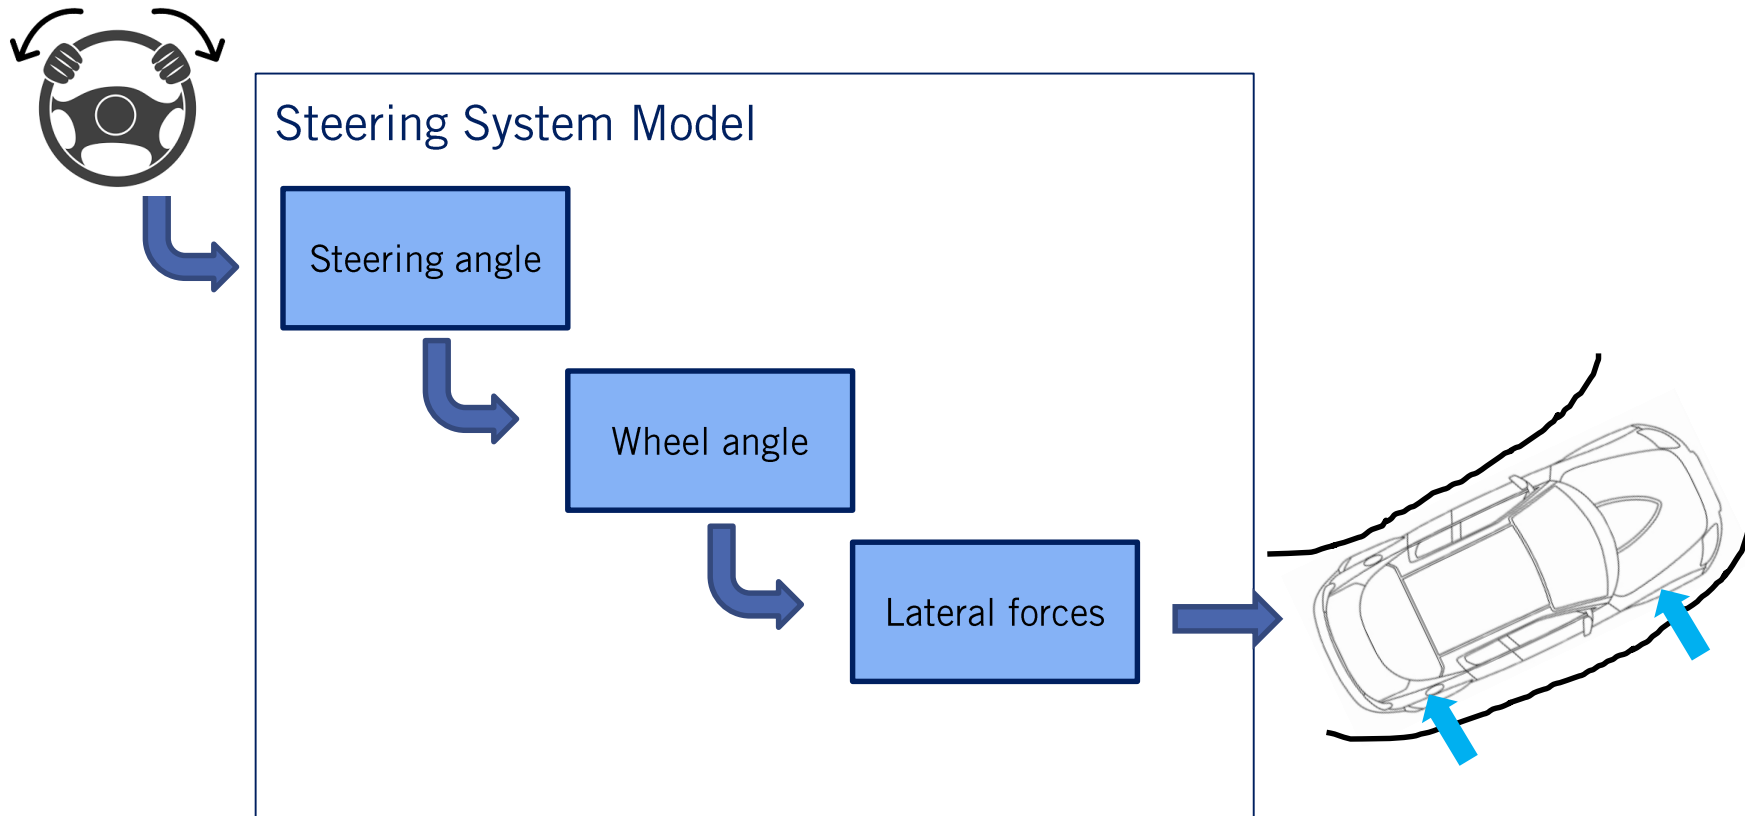 Steering System Model
Steering angle
Wheel angle
Lateral forces